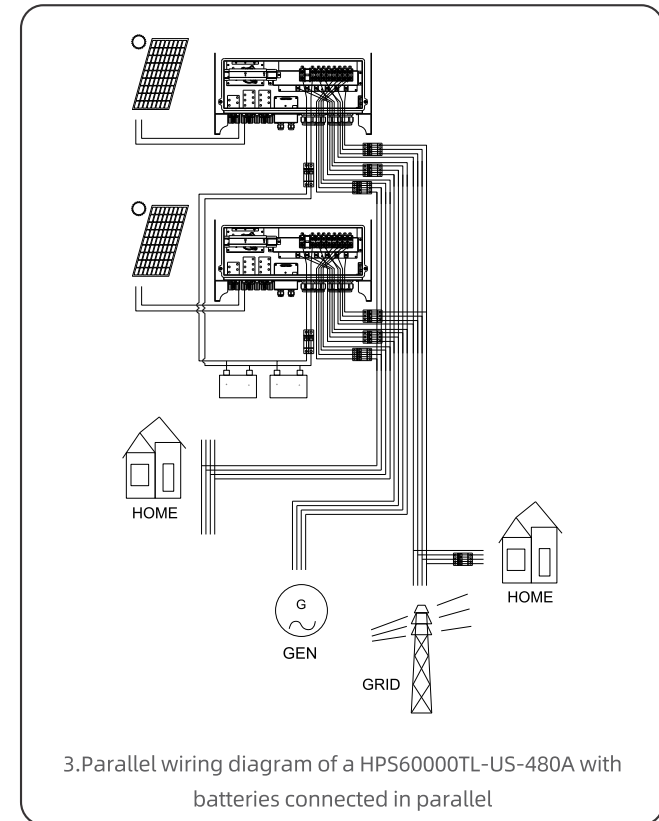 HOME
G
GEN
HOME
GRID
3.Parallel wiring diagram of a HPS60000TL-US-480A with
batteries connected in parallel